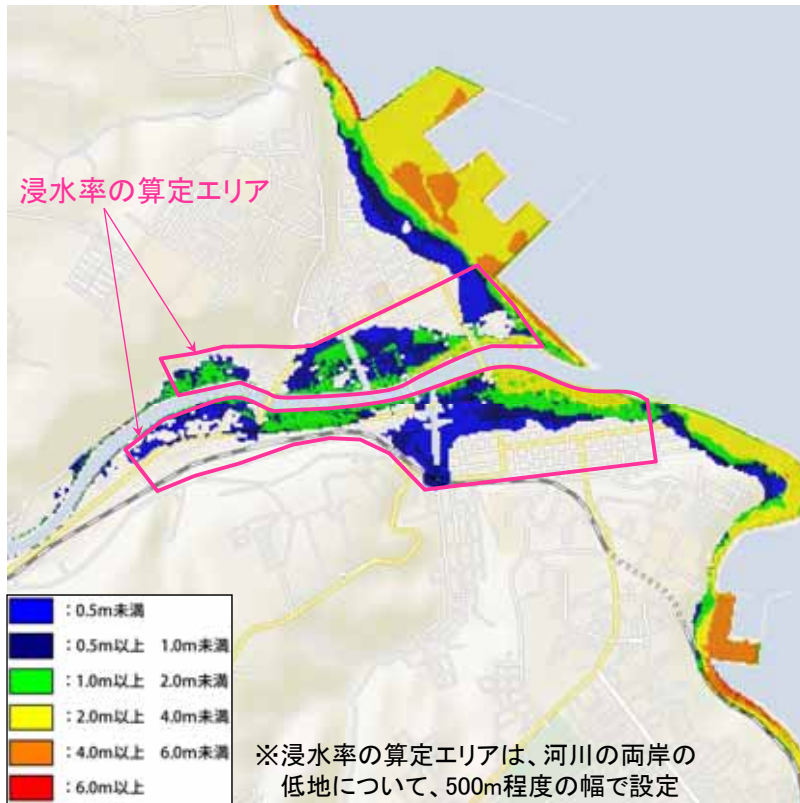 浸水率の算定エリア
：0.5m未満
：0.5m以上 1.0m未満
：1.0m以上 2.0m未満
：2.0m以上 4.0m未満
：4.0m以上 6.0m未満
：6.0m以上
※浸水率の算定エリアは、河川の両岸の
低地について、500m程度の幅で設定